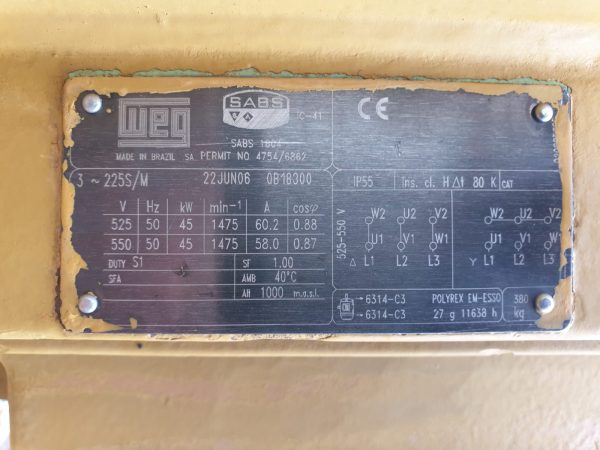 WEG
SABS
IC-41
CE
SABS 1804
MADE IN BRAZIL SA PERMIT NO 4754/6862
3 ~ 225S/M 22JUN06 0B18300 IP55 Ins. cl. H Δt 80 K CAT
V Hz kW min-1 A cosφ
525 50 45 1475 60.2 0.88
550 50 45 1475 58.0 0.87
DUTY S1 SF 1.00
SFA AMB 40°C
AH 1000 m.a.s.l.
525-550 V
W2 U2 V2 W2 U2 V2
U1 V1 W1 U1 V1 W1
Δ L1 L2 L3 Y L1 L2 L3
6314-C3 POLYREX EM-ESSO 380
6314-C3 27 g 11638 h kg